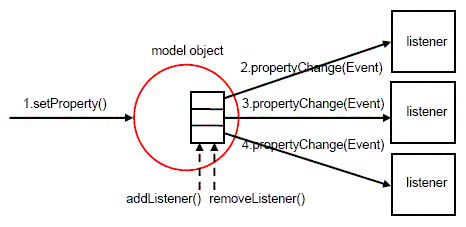 model object
listener
2.propertyChange(Event)
1.setProperty()
3.propertyChange(Event)
listener
4.propertyChange(Event)
listener
addListener()
removeListener()